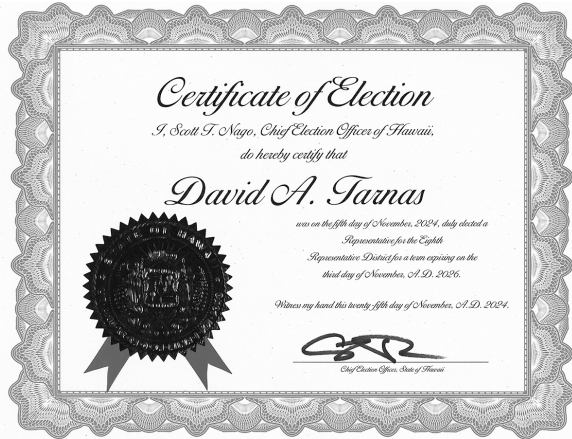 Certificate of Election
I, Scott T. Nago, Chief Election Officer of Hawaii,
do hereby certify that
David A. Tarnas
was on the fifth day of November, 2024, duly elected a
Representative for the Eighth
Representative District for a term expiring on the
third day of November, A.D. 2026.
Witness my hand this twenty-fifth day of November, A.D. 2024.
Chief Election Officer, State of Hawaii